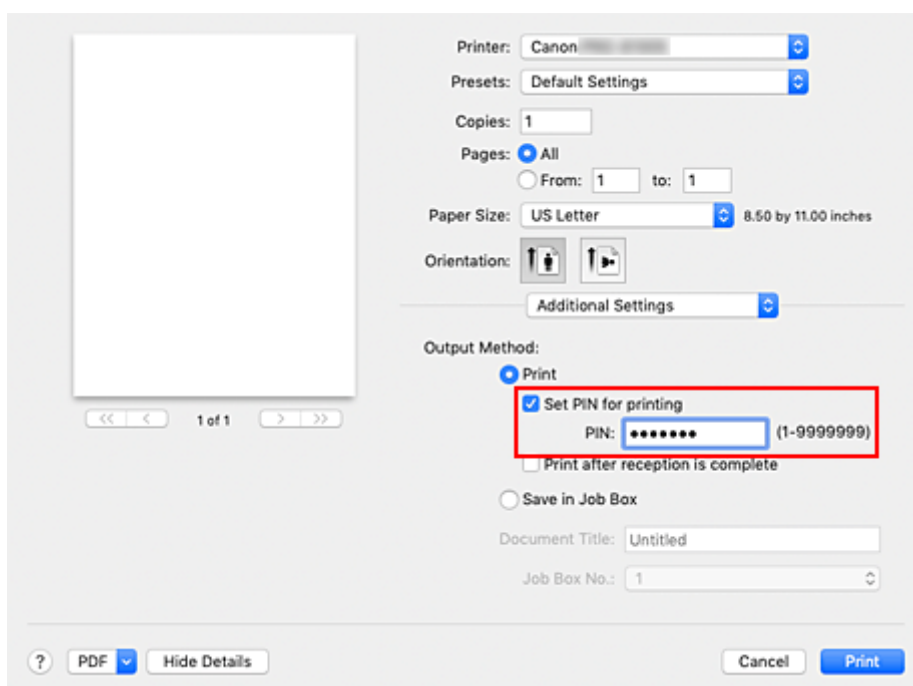 Printer: Canon
Presets: Default Settings
Copies: 1
Pages: All
From: 1 to: 1
Paper Size: US Letter 8.50 by 11.00 inches
Orientation:
Additional Settings
Output Method:
Print
Set PIN for printing
PIN: ••••••• (1-9999999)
Print after reception is complete
Save in Job Box
Document Title: Untitled
Job Box No.: 1
<< < 1 of 1 > >>
? PDF Hide Details Cancel Print